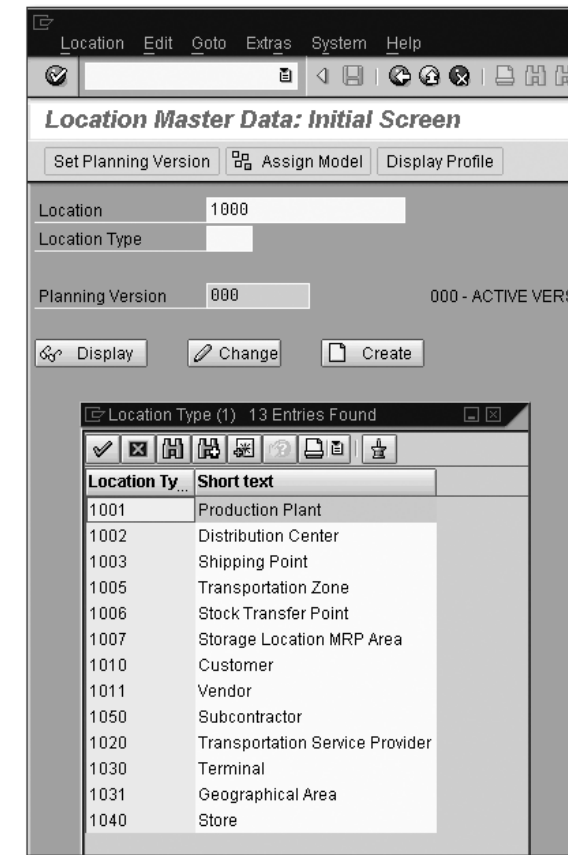 Location Edit Goto Extras System Help
Location Master Data: Initial Screen
Set Planning Version Assign Model Display Profile
Location 1000
Location Type
Planning Version 000 000 - ACTIVE VERS
Display Change Create
Location Type (1) 13 Entries Found
Location Ty... Short text
1001 Production Plant
1002 Distribution Center
1003 Shipping Point
1005 Transportation Zone
1006 Stock Transfer Point
1007 Storage Location MRP Area
1010 Customer
1011 Vendor
1050 Subcontractor
1020 Transportation Service Provider
1030 Terminal
1031 Geographical Area
1040 Store